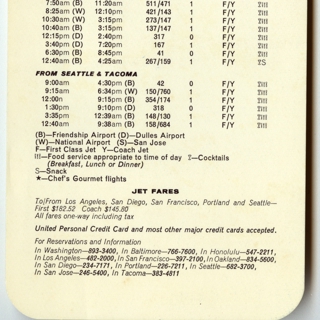 7:50am (B) 11:20am 511/471 1 F/Y
8:25am (W) 12:10pm 421/143 1 F/Y
10:30am (W) 3:15pm 273/147 1 F/Y
10:40am (B) 3:15pm 137/147 1 F/Y
12:15pm (D) 2:40pm 317 0 F/Y
3:40pm (D) 7:20pm 167 1 F/Y
6:30pm (B) 8:45pm 41 0 F/Y
12:40am (B) 4:25am 267/159 1 F/Y
FROM SEATTLE & TACOMA
9:00am 4:30pm (B) 42 0 F/Y
9:15am 6:34pm (W) 150/760 1 F/Y
12:00n 9:15pm (B) 354/174 1 F/Y
1:30pm 9:10pm (D) 318 0 F/Y
3:35pm 12:39am (B) 148/130 1 F/Y
12:40am 9:38am (B) 158/684 1 F/Y
(B)—Friendship Airport (D)—Dulles Airport
(W)—National Airport (S)—San Jose
F—First Class Jet Y—Coach Jet
—Food service appropriate to time of day —Cocktails
(Breakfast, Lunch or Dinner)
S—Snack
★—Chef's Gourmet flights
JET FARES
To/From Los Angeles, San Diego, San Francisco, Portland and Seattle—
First $182.52 Coach $145.80
All fares one-way including tax
United Personal Credit Card and most other major credit cards accepted.
For Reservations and Information
In Washington—893-3400, In Baltimore—766-7600, In Honolulu—547-2211,
In Los Angeles—482-2000, In San Francisco—397-2100, In Oakland—834-5600,
In San Diego—234-7171, In Portland—226-7211, In Seattle—682-3700,
In San Jose—246-5400, In Tacoma—383-4811